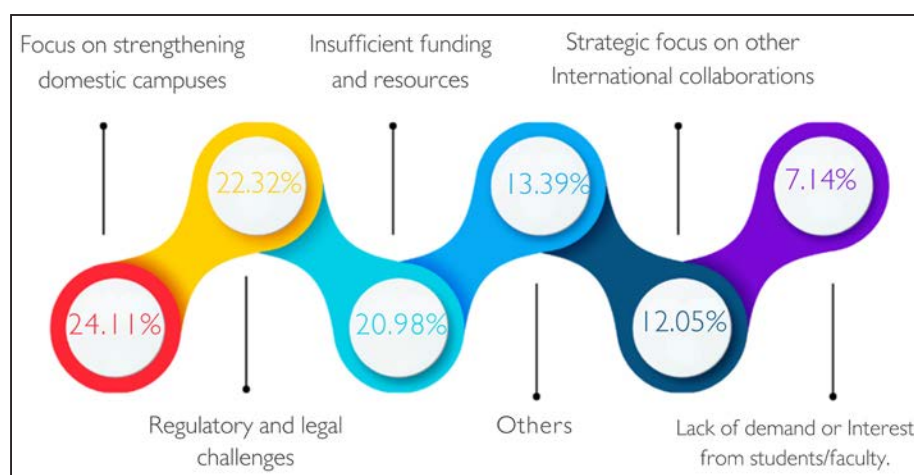 Focus on strengthening
domestic campuses
Insufficient funding
and resources
Strategic focus on other
International collaborations
22.32%
13.39%
7.14%
24.11%
20.98%
12.05%
Regulatory and legal
challenges
Others
Lack of demand or Interest
from students/faculty.